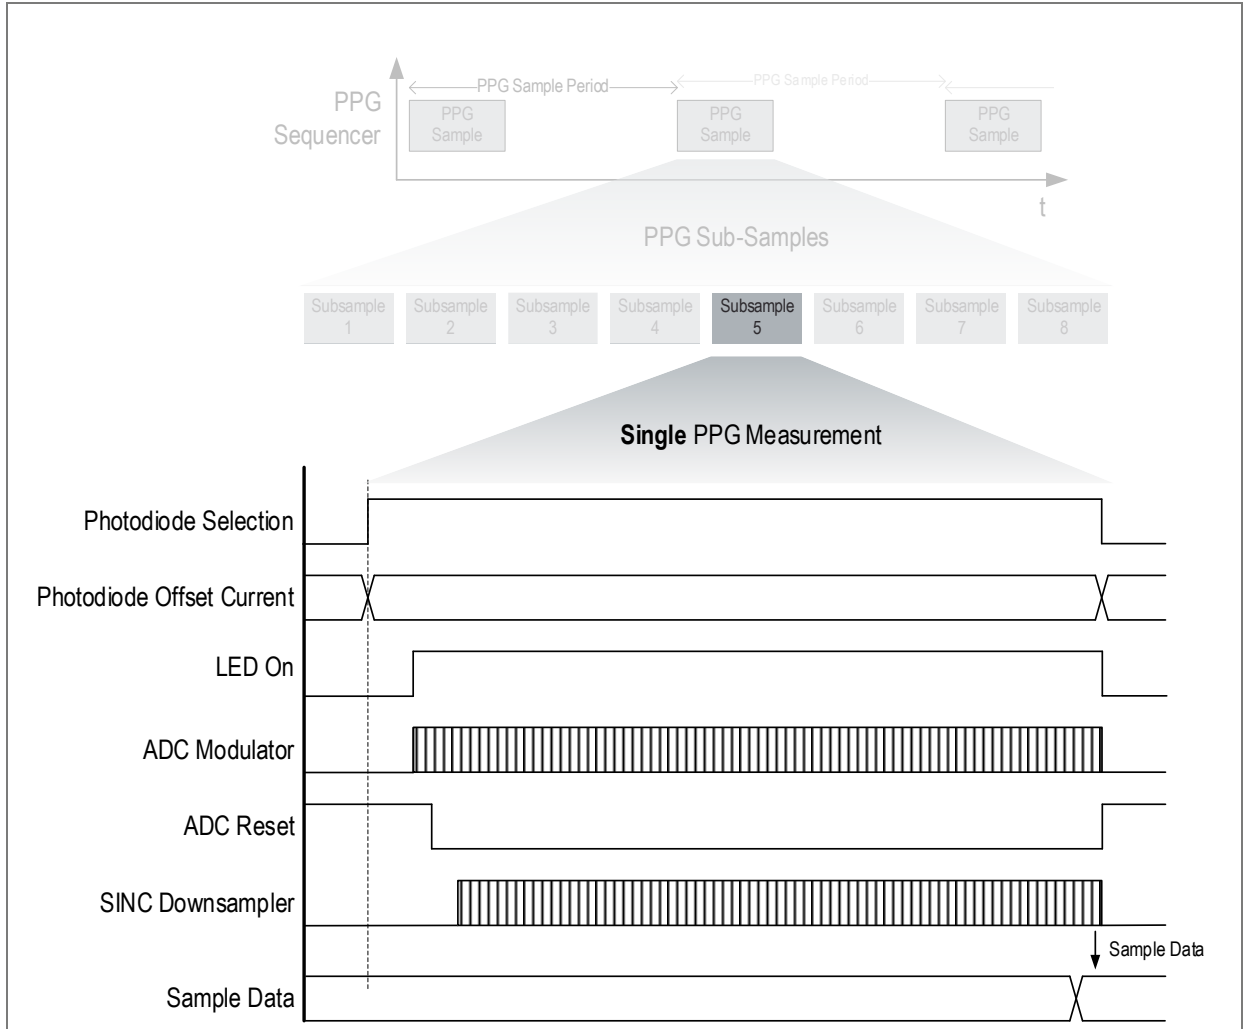 PPG Sample Period
PPG Sample Period
PPG
Sequencer
PPG
Sample
PPG
Sample
PPG
Sample
t
PPG Sub-Samples
Subsample
1
Subsample
2
Subsample
3
Subsample
4
Subsample
5
Subsample
6
Subsample
7
Subsample
8
Single PPG Measurement
Photodiode Selection
Photodiode Offset Current
LED On
ADC Modulator
ADC Reset
SINC Downsampler
Sample Data
Sample Data